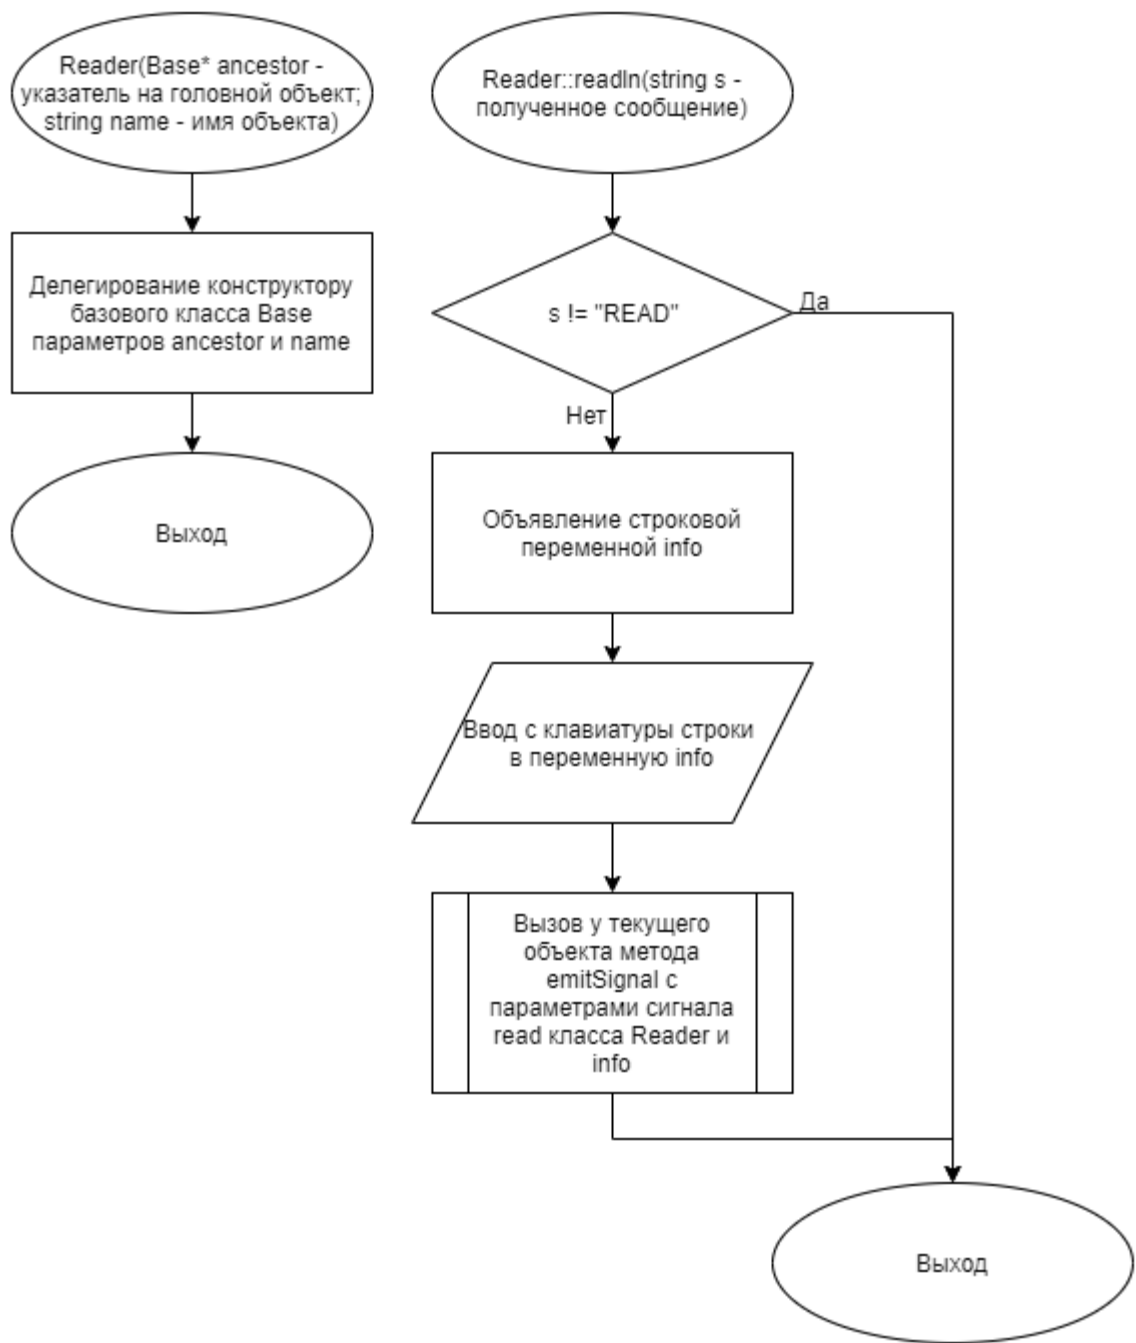 Reader(Base* ancestor -
указатель на головной объект;
string name - имя объекта)
Делегирование конструктору
базового класса Base
параметров ancestor и name
Выход
Reader::readIn(string s -
полученное сообщение)
s != "READ"
Да
Нет
Объявление строковой
переменной info
Ввод с клавиатуры строки
в переменную info
Вызов у текущего
объекта метода
emitSignal с
параметрами сигнала
read класса Reader и
info
Выход